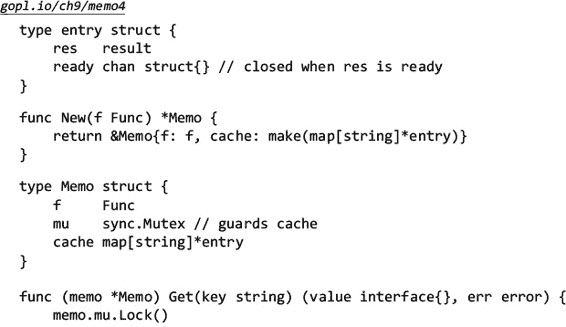 gopl.io/ch9/memo4
type entry struct {
    res   result
    ready chan struct{} // closed when res is ready
}
func New(f Func) *Memo {
    return &Memo{f: f, cache: make(map[string]*entry)}
}
type Memo struct {
    f     Func
    mu    sync.Mutex // guards cache
    cache map[string]*entry
}
func (memo *Memo) Get(key string) (value interface{}, err error) {
    memo.mu.Lock()